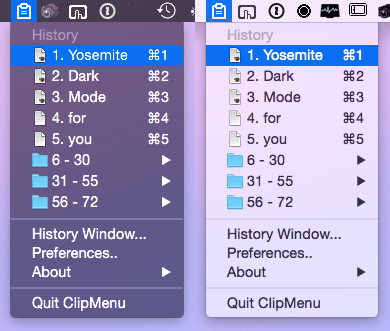 History
1. Yosemite ⌘1
2. Dark ⌘2
3. Mode ⌘3
4. for ⌘4
5. you ⌘5
6 - 30
31 - 55
56 - 72
History Window...
Preferences..
About
Quit ClipMenu
History
1. Yosemite ⌘1
2. Dark ⌘2
3. Mode ⌘3
4. for ⌘4
5. you ⌘5
6 - 30
31 - 55
56 - 72
History Window...
Preferences..
About
Quit ClipMenu